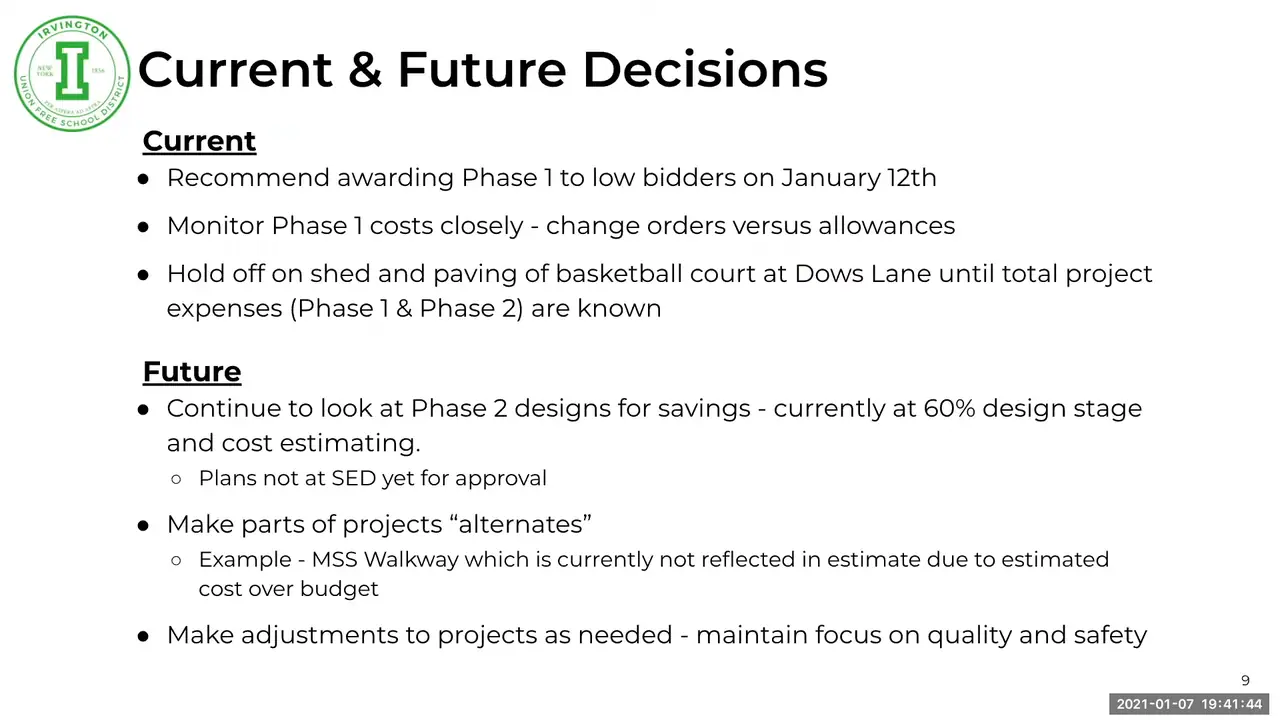 IRVINGTON
NEW YORK
1956
PER ASPERA AD ASTRA
UNION FREE SCHOOL DISTRICT
Current & Future Decisions
Current
● Recommend awarding Phase 1 to low bidders on January 12th
● Monitor Phase 1 costs closely - change orders versus allowances
● Hold off on shed and paving of basketball court at Dows Lane until total project
expenses (Phase 1 & Phase 2) are known
Future
● Continue to look at Phase 2 designs for savings - currently at 60% design stage
and cost estimating.
○ Plans not at SED yet for approval
● Make parts of projects “alternates”
○ Example - MSS Walkway which is currently not reflected in estimate due to estimated
cost over budget
● Make adjustments to projects as needed - maintain focus on quality and safety
9
2021-01-07 19:41:44